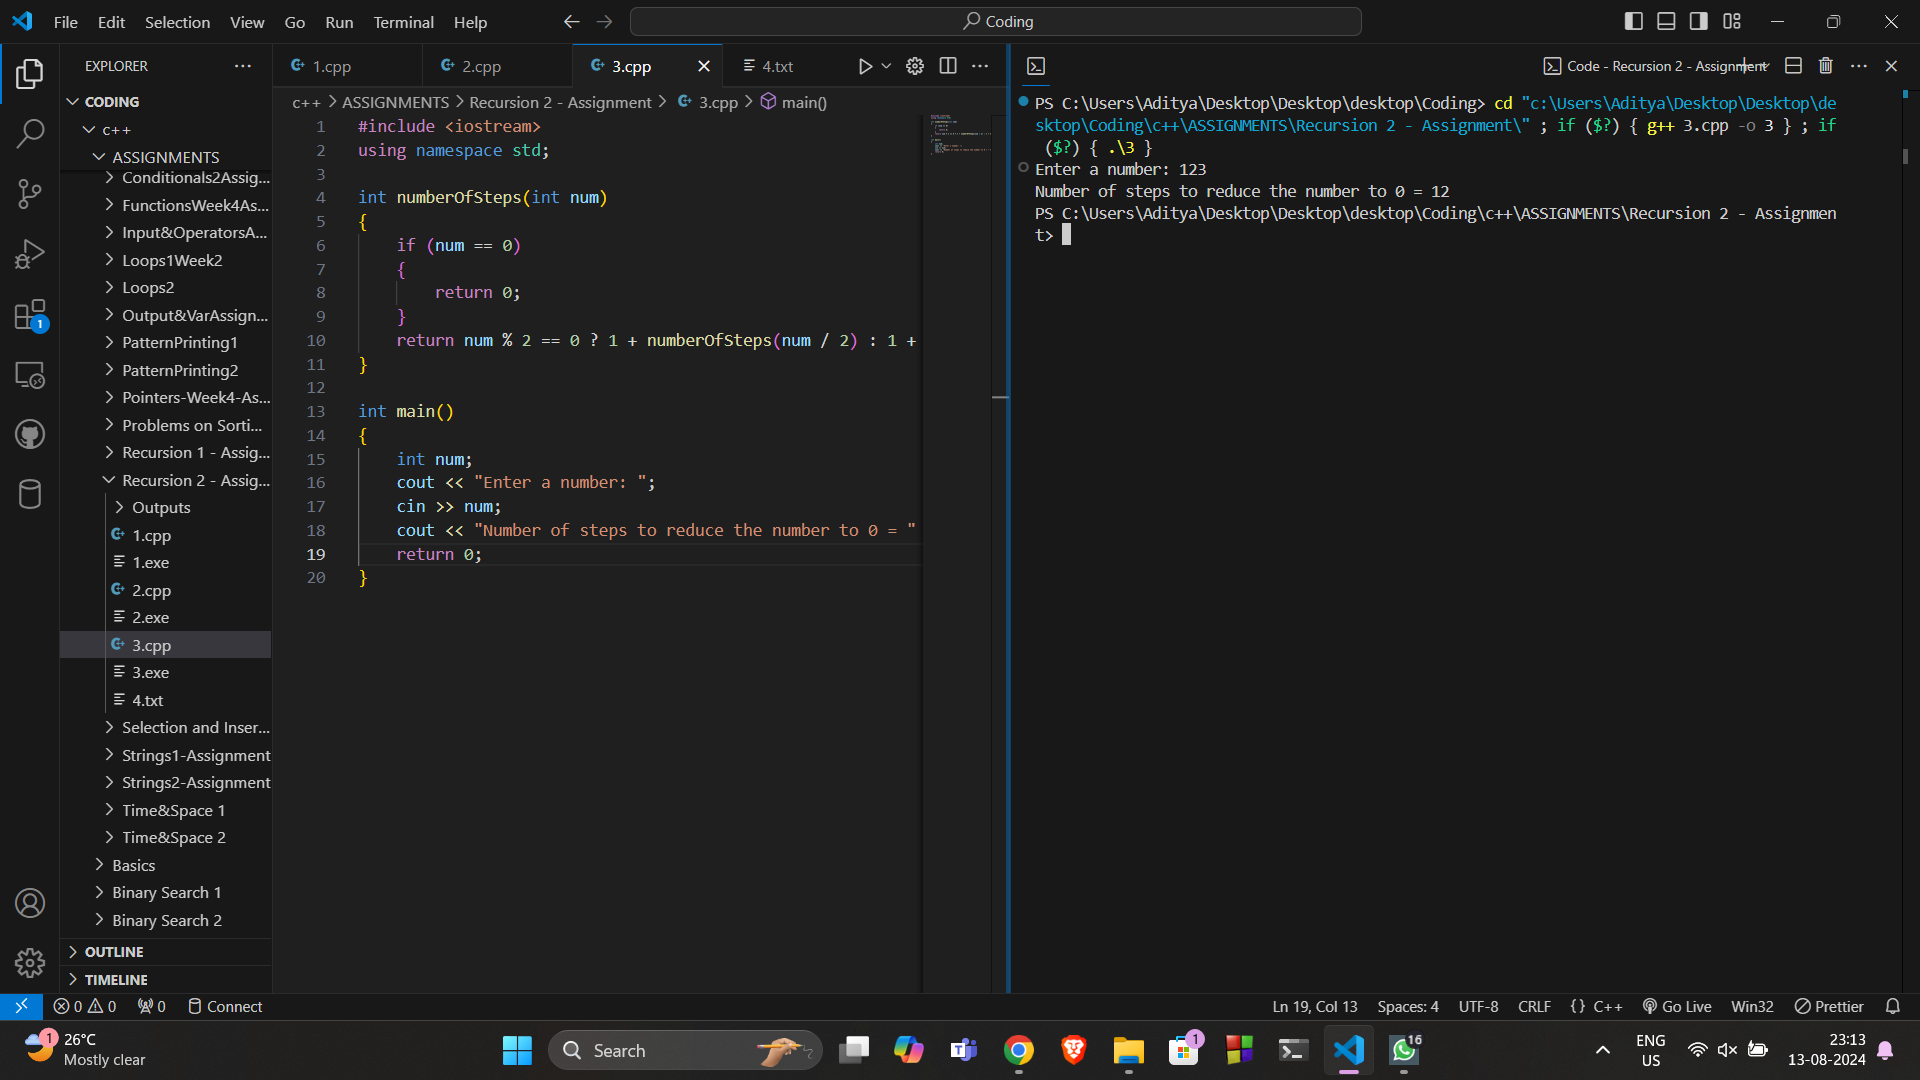 File Edit Selection View Go Run Terminal Help
Coding
EXPLORER
CODING
c++
ASSIGNMENTS
Conditionals2Assig...
FunctionsWeek4As...
Input&OperatorsA...
Loops1Week2
Loops2
Output&VarAssign...
PatternPrinting1
PatternPrinting2
Pointers-Week4-As...
Problems on Sorti...
Recursion 1 - Assig...
Recursion 2 - Assig...
Outputs
1.cpp
1.exe
2.cpp
2.exe
3.cpp
3.exe
4.txt
Selection and Inser...
Strings1-Assignment
Strings2-Assignment
Time&Space 1
Time&Space 2
Basics
Binary Search 1
Binary Search 2
OUTLINE
TIMELINE
1
1.cpp 2.cpp 3.cpp 4.txt
c++ > ASSIGNMENTS > Recursion 2 - Assignment > 3.cpp > main()
1 #include <iostream>
2 using namespace std;
3
4 int numberOfSteps(int num)
5 {
6 if (num == 0)
7 {
8 return 0;
9 }
10 return num % 2 == 0 ? 1 + numberOfSteps(num / 2) : 1 +
11 }
12
13 int main()
14 {
15 int num;
16 cout << "Enter a number: ";
17 cin >> num;
18 cout << "Number of steps to reduce the number to 0 = "
19 return 0;
20 }
Code - Recursion 2 - Assignment
PS C:\Users\Aditya\Desktop\Desktop\desktop\Coding> cd "c:\Users\Aditya\Desktop\Desktop\de
sktop\Coding\c++\ASSIGNMENTS\Recursion 2 - Assignment\" ; if ($?) { g++ 3.cpp -o 3 } ; if
($?) { .\3 }
Enter a number: 123
Number of steps to reduce the number to 0 = 12
PS C:\Users\Aditya\Desktop\Desktop\desktop\Coding\c++\ASSIGNMENTS\Recursion 2 - Assignmen
t>
0 0 0 Connect
Ln 19, Col 13 Spaces: 4 UTF-8 CRLF {} C++ Go Live Win32 Prettier
1
26°C
Mostly clear
Search
1
16
ENG
US
23:13
13-08-2024